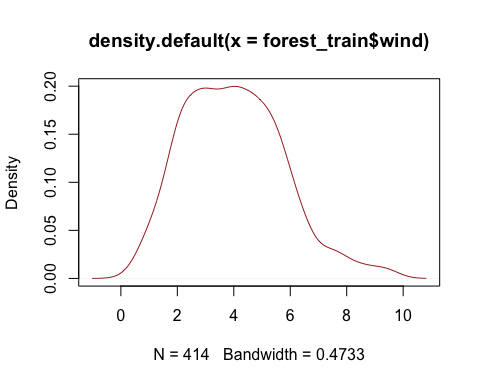 density.default(x = forest_train$wind)
Density
0.20
0.15
0.10
0.05
0.00
0 2 4 6 8 10
N = 414 Bandwidth = 0.4733